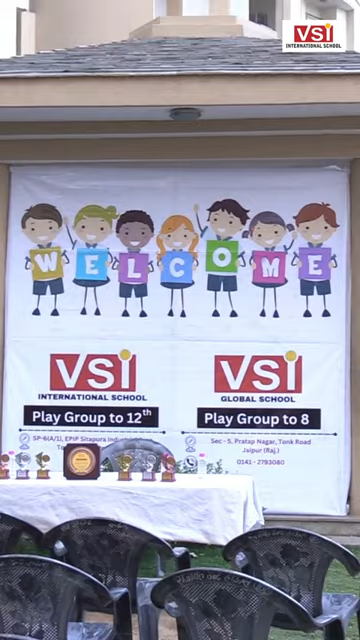 VSI
INTERNATIONAL SCHOOL
WELCOME
VSI
INTERNATIONAL SCHOOL
Play Group to 12th
SP-6(A/1), EPIP Sitapura
VSI
GLOBAL SCHOOL
Play Group to 8
Sec - 5, Pratap Nagar, Tonk Road
Jaipur (Raj.)
0141 - 2793080